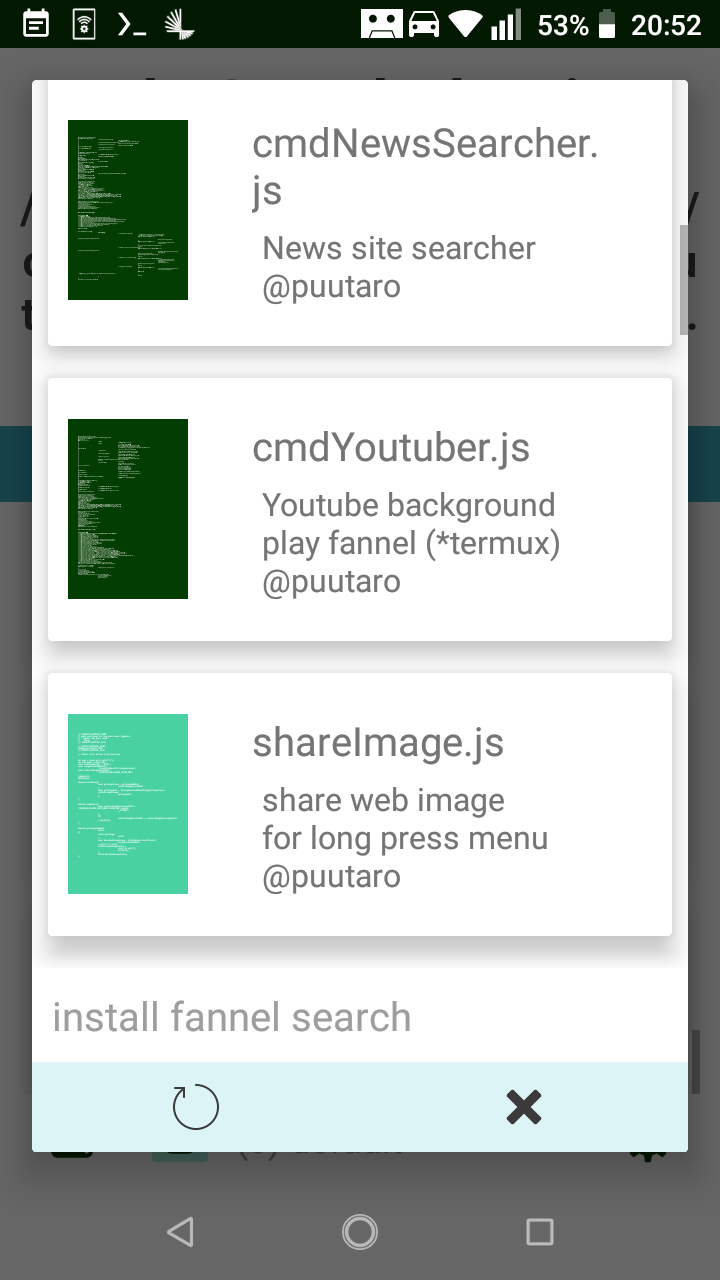 53% 20:52
cmdNewsSearcher.
js
News site searcher
@puutaro
cmdYoutuber.js
Youtube background
play fannel (*termux)
@puutaro
shareImage.js
share web image
for long press menu
@puutaro
install fannel search